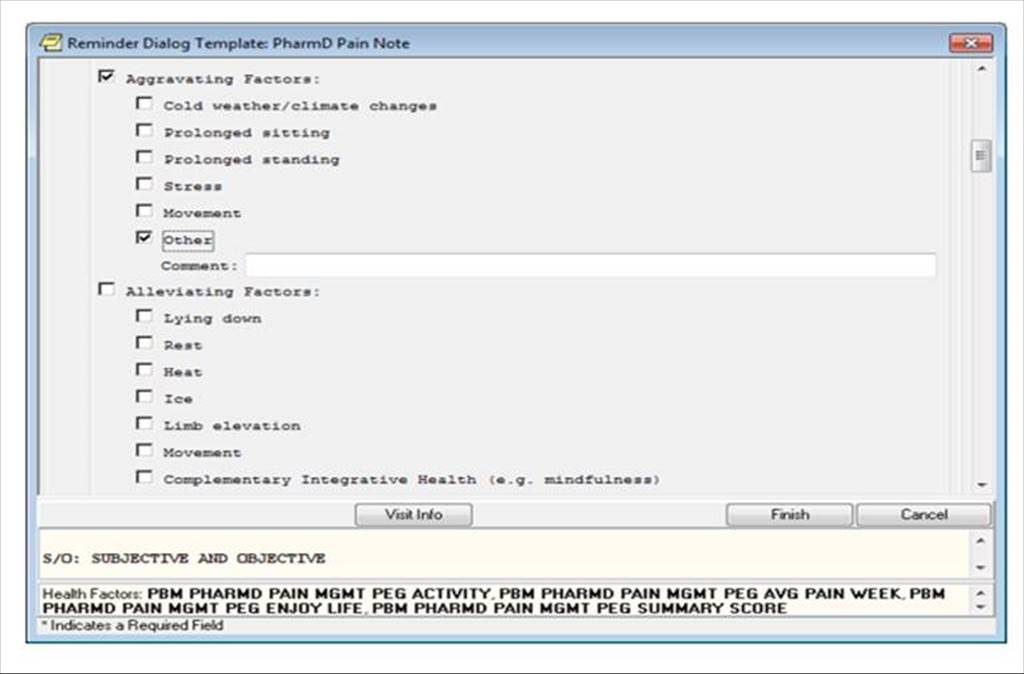 Reminder Dialog Template: PharmD Pain Note
Aggravating Factors:
Cold weather/climate changes
Prolonged sitting
Prolonged standing
Stress
Movement
Other
Comment:
Alleviating Factors:
Lying down
Rest
Heat
Ice
Limb elevation
Movement
Complementary Integrative Health (e.g. mindfulness)
Visit Info Finish Cancel
S/O: SUBJECTIVE AND OBJECTIVE
Health Factors: PBM PHARMD PAIN MGMT PEG ACTIVITY, PBM PHARMD PAIN MGMT PEG AVG PAIN WEEK, PBM
PHARMD PAIN MGMT PEG ENJOY LIFE, PBM PHARMD PAIN MGMT PEG SUMMARY SCORE
* Indicates a Required Field